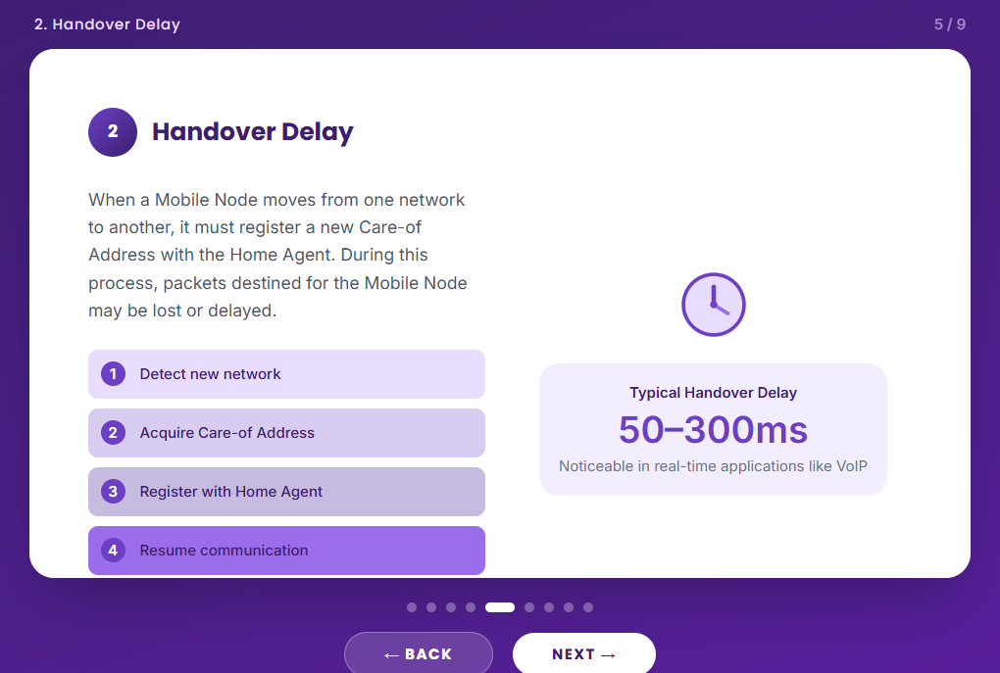 2. Handover Delay
5 / 9
2
Handover Delay
When a Mobile Node moves from one network
to another, it must register a new Care-of
Address with the Home Agent. During this
process, packets destined for the Mobile Node
may be lost or delayed.
1 Detect new network
2 Acquire Care-of Address
3 Register with Home Agent
4 Resume communication
Typical Handover Delay
50–300ms
Noticeable in real-time applications like VoIP
← BACK
NEXT →